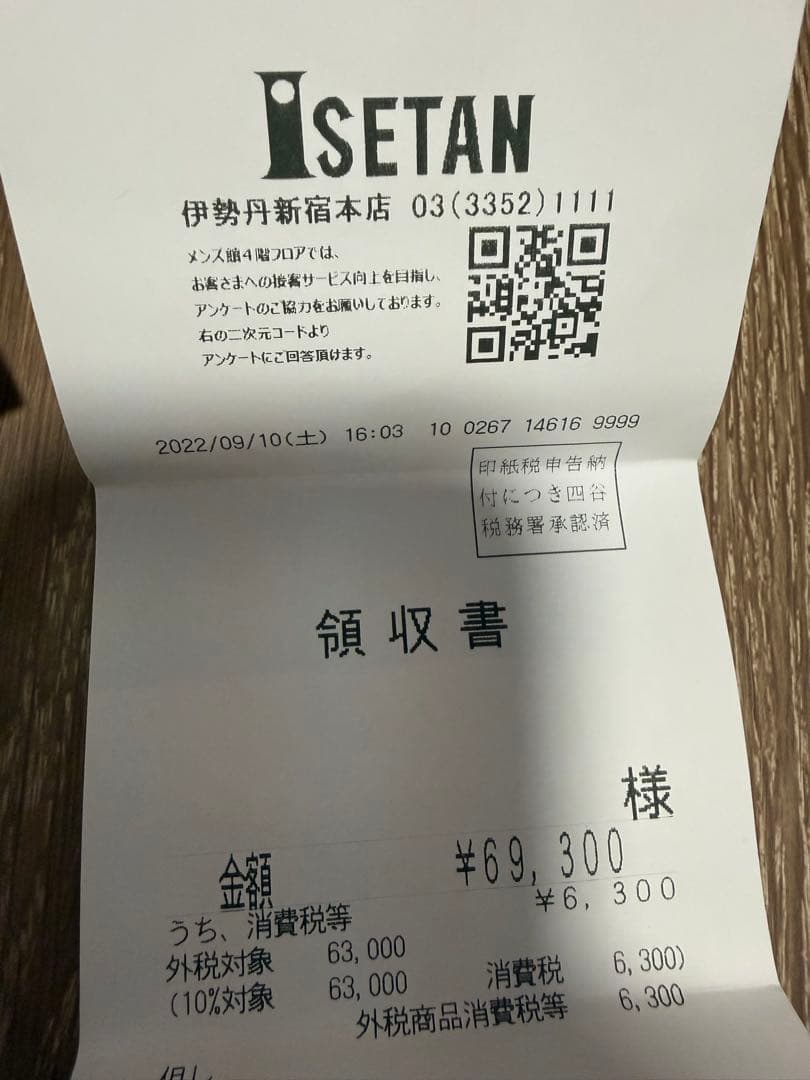 ISETAN
伊勢丹新宿本店 03(3352)1111
メンズ館4階フロアでは、
お客さまへの接客サービス向上を目指し、
アンケートのご協力をお願いしております。
右の二次元コードより
アンケートにご回答頂けます。
2022/09/10(土) 16:03 10 0267 14616 9999
印紙税申告納
付につき四谷
税務署承認済
領収書
様
金額 ¥69,300
うち、消費税等 ¥6,300
外税対象 63,000
(10%対象 63,000 消費税 6,300)
外税商品消費税等 6,300
但し